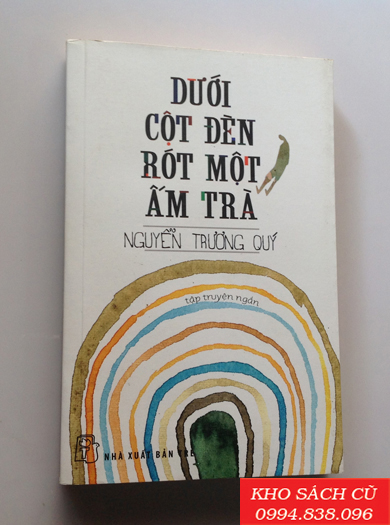 DƯỚI
CỘT ĐÈN
RÓT MỘT
ẤM TRÀ
NGUYỄN TRƯƠNG QUÝ
tập truyện ngắn
NHÀ XUẤT BẢN TRẺ
KHO SÁCH CŨ
0994.838.096